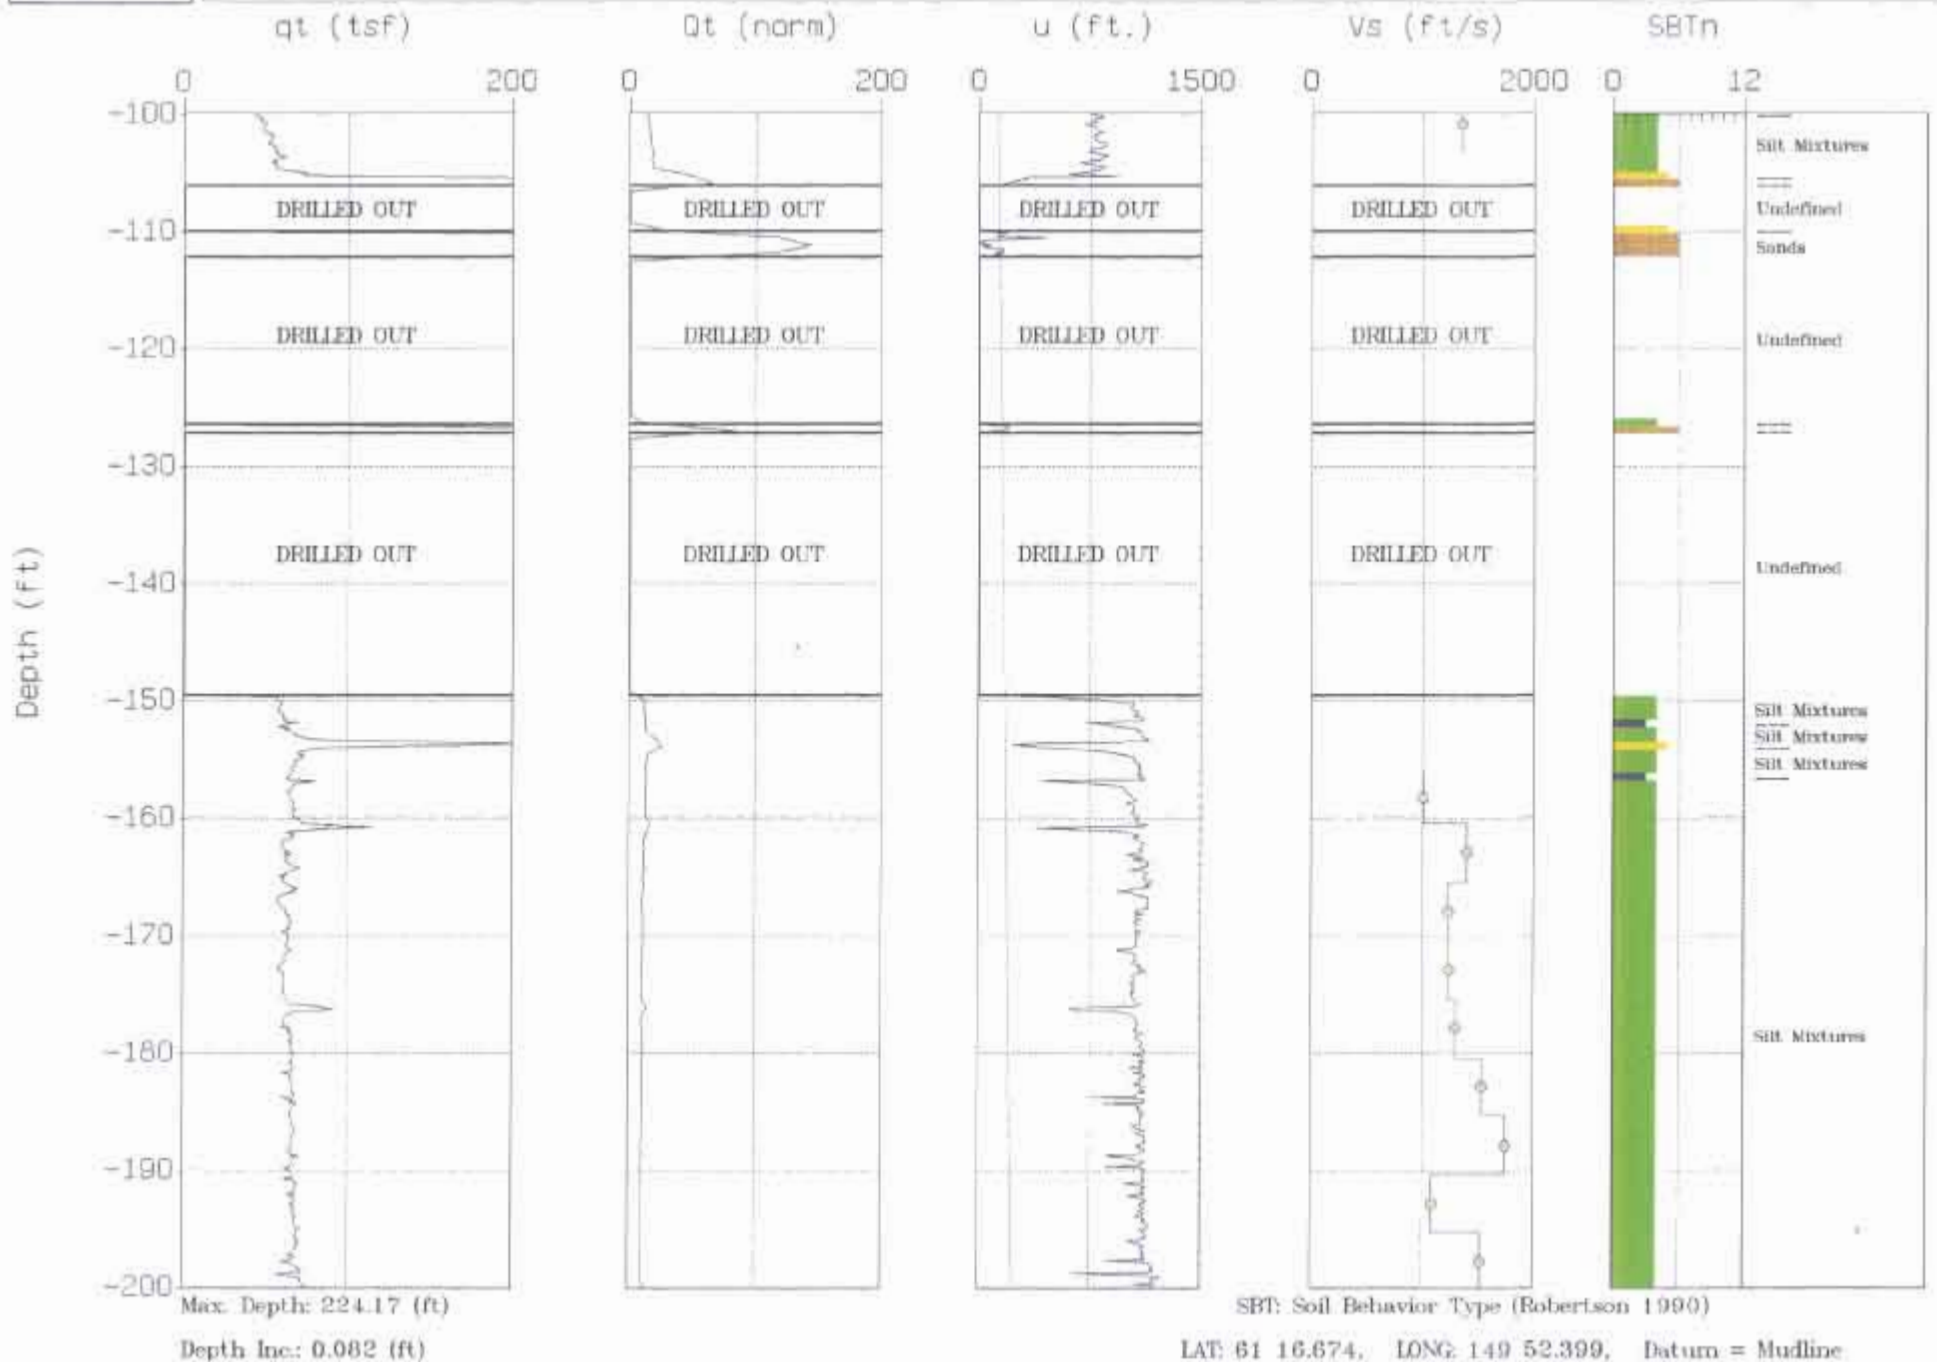 qt (tsf) Qt (norm) u (ft.) Vs (ft/s) SBTn
0 200 0 200 0 1500 0 2000 0 12
-100
Silt Mixtures
DRILLED OUT DRILLED OUT DRILLED OUT DRILLED OUT Undefined
-110
Sands
DRILLED OUT DRILLED OUT DRILLED OUT DRILLED OUT Undefined
-120
-130
DRILLED OUT DRILLED OUT DRILLED OUT DRILLED OUT
Undefined
-140
Depth (ft)
-150
Silt Mixtures
Silt Mixtures
Silt Mixtures
-160
-170
Silt Mixtures
-180
-190
-200
Max. Depth: 224.17 (ft) SBT: Soil Behavior Type (Robertson 1990)
Depth Inc.: 0.082 (ft) LAT: 61 16.674, LONG: 149 52.399, Datum = Mudline